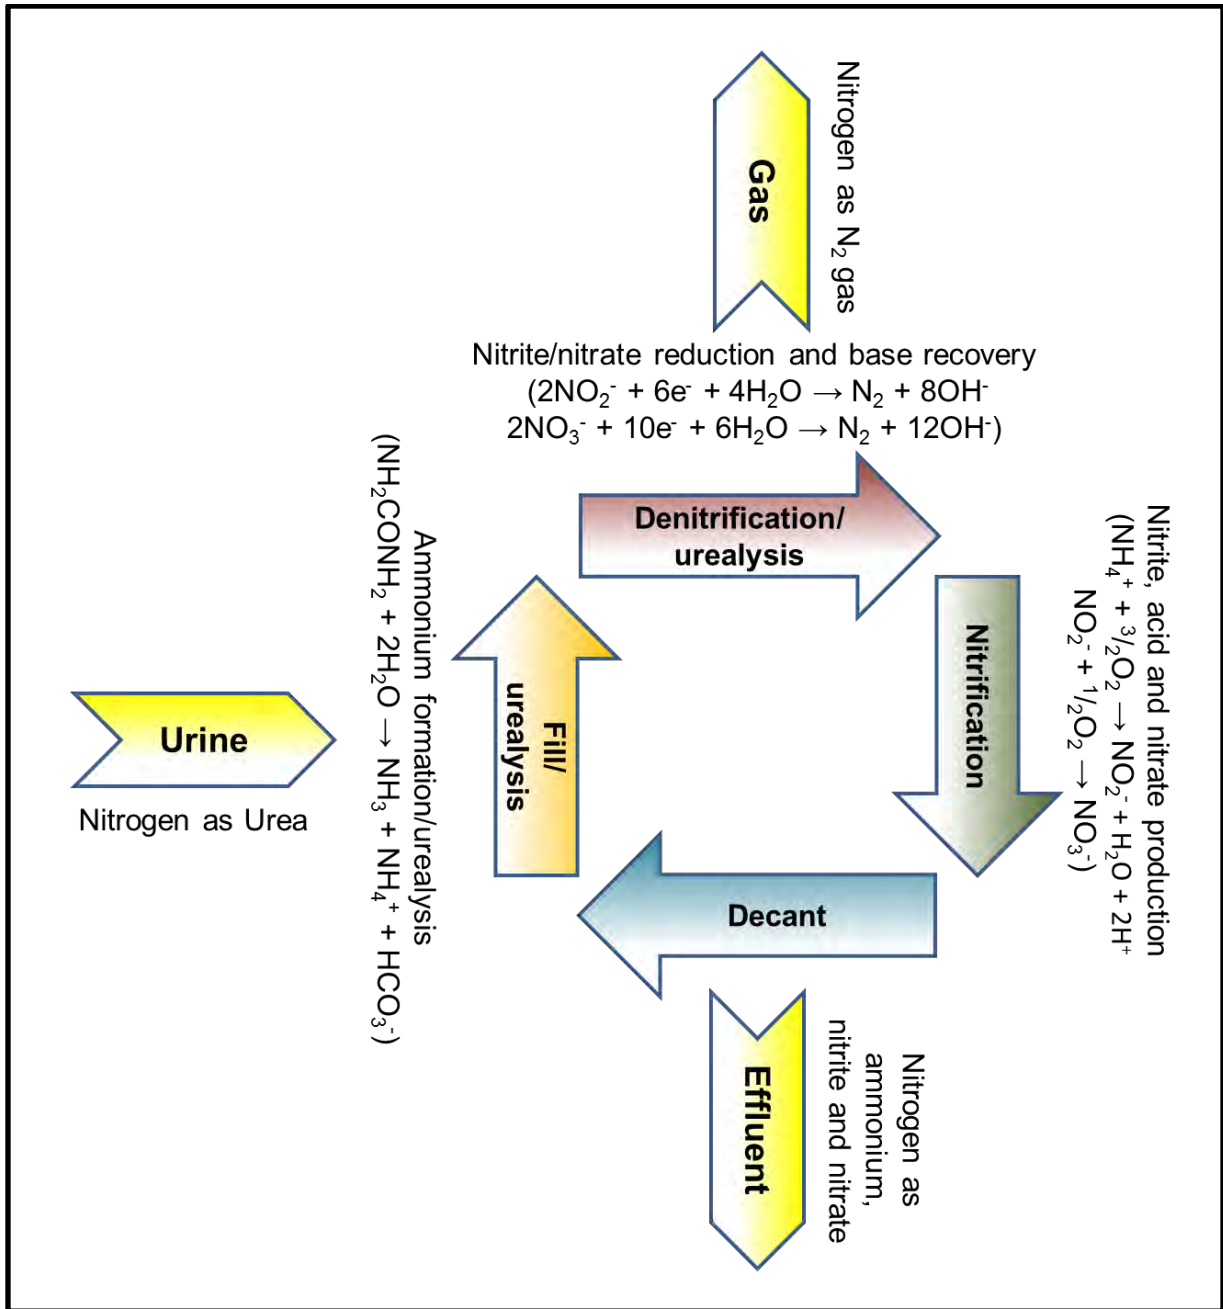 Gas
Nitrogen as N₂ gas
Nitrite/nitrate reduction and base recovery
(2NO₂⁻ + 6e⁻ + 4H₂O → N₂ + 8OH⁻
2NO₃⁻ + 10e⁻ + 6H₂O → N₂ + 12OH⁻)
Denitrification/
urealysis
Nitrification
Nitrite, acid and nitrate production
(NH₄⁺ + ³/₂O₂ → NO₂⁻ + H₂O + 2H⁺
NO₂⁻ + ¹/₂O₂ → NO₃⁻)
Decant
Effluent
Nitrogen as
ammonium,
nitrite and nitrate
Fill/
urealysis
Ammonium formation/urealysis
(NH₂CONH₂ + 2H₂O → NH₃ + NH₄⁺ + HCO₃⁻)
Urine
Nitrogen as Urea